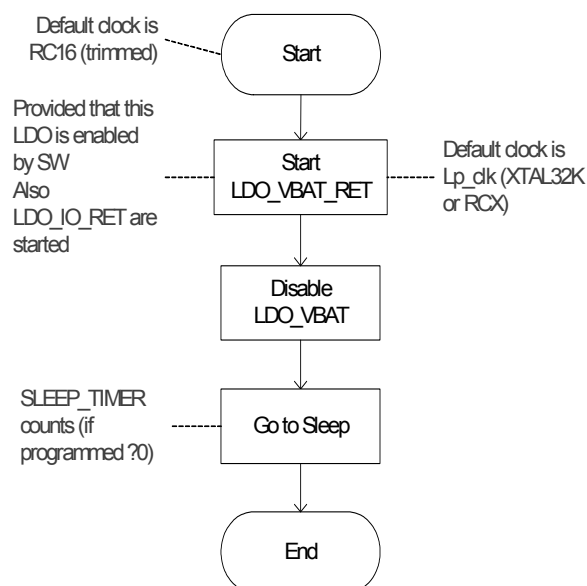 Default clock is
RC16 (trimmed)
Start
Provided that this
LDO is enabled
by SW
Also
LDO_IO_RET are
started
Start
LDO_VBAT_RET
Default clock is
Lp_clk (XTAL32K
or RCX)
Disable
LDO_VBAT
SLEEP_TIMER
counts (if
programmed ?0)
Go to Sleep
End